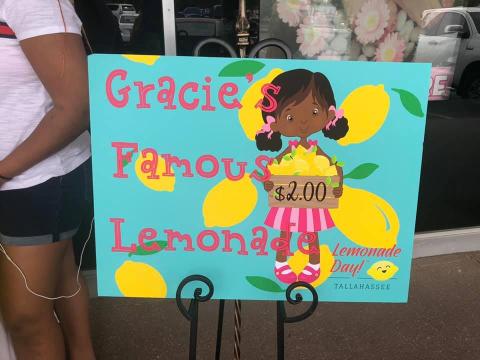 Gracie's
Famous
$2.00
Lemonade
Lemonade
Day!
TALLAHASSEE